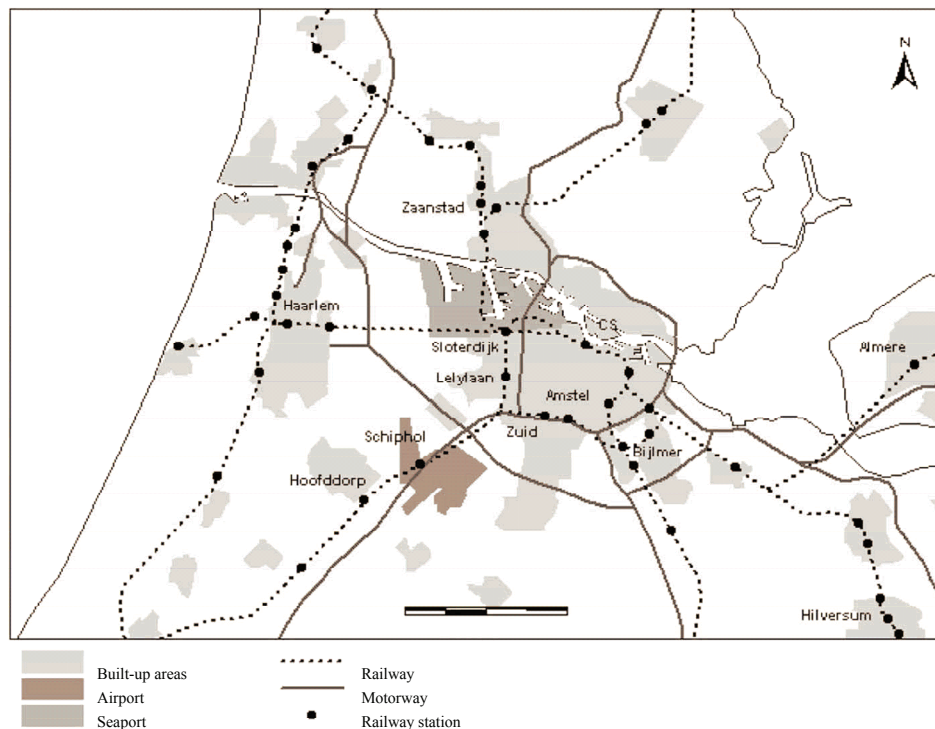 N
Zaanstad
Haarlem
CS
Sloterdijk
Almere
Lelylaan
Amstel
Schiphol
Zuid
Bijlmer
Hoofddorp
Hilversum
Built-up areas
Railway
Airport
Motorway
Seaport
Railway station